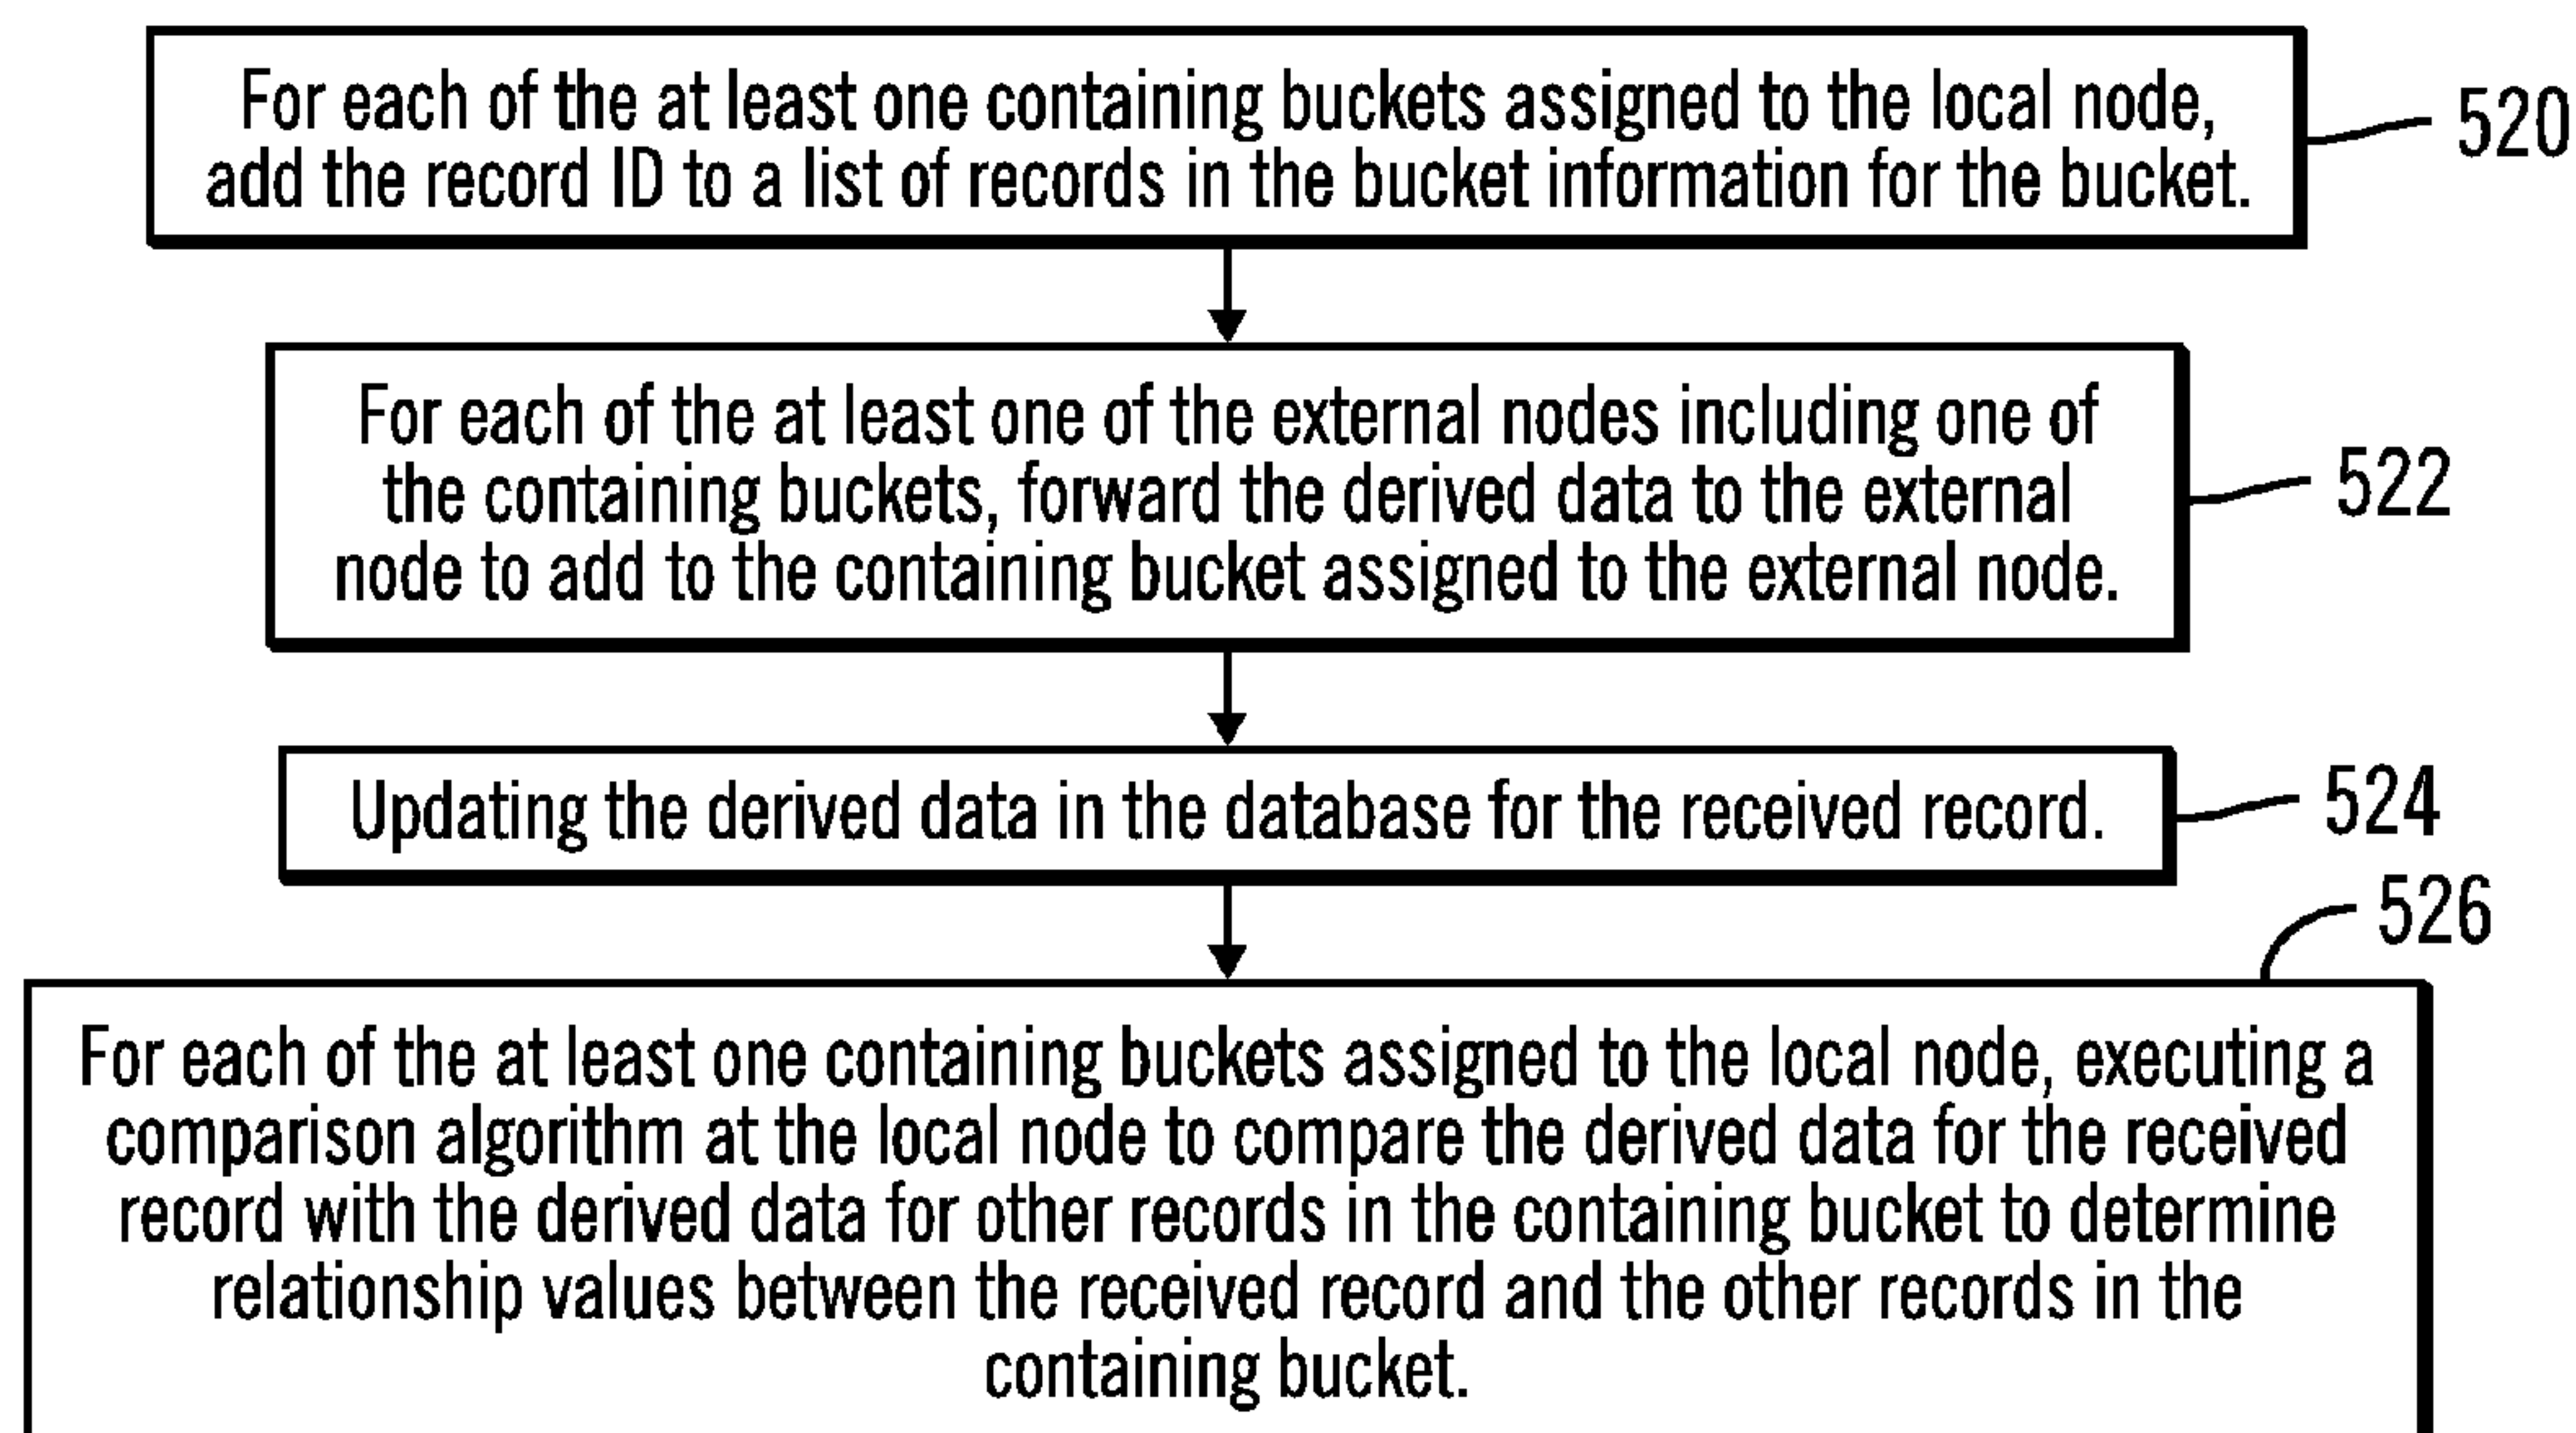 For each of the at least one containing buckets assigned to the local node,
add the record ID to a list of records in the bucket information for the bucket.
520
For each of the at least one of the external nodes including one of
the containing buckets, forward the derived data to the external
node to add to the containing bucket assigned to the external node.
522
Updating the derived data in the database for the received record.
524
526
For each of the at least one containing buckets assigned to the local node, executing a
comparison algorithm at the local node to compare the derived data for the received
record with the derived data for other records in the containing bucket to determine
relationship values between the received record and the other records in the
containing bucket.